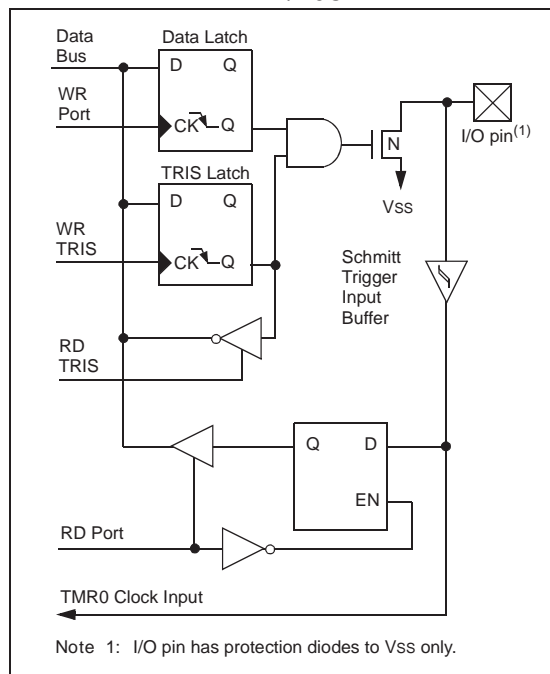 Data
Bus
Data Latch
D Q
WR
Port
CK Q
N
I/O pin(1)
VSS
TRIS Latch
D Q
WR
TRIS
CK Q
Schmitt
Trigger
Input
Buffer
RD
TRIS
Q D
EN
RD Port
TMR0 Clock Input
Note 1: I/O pin has protection diodes to VSS only.